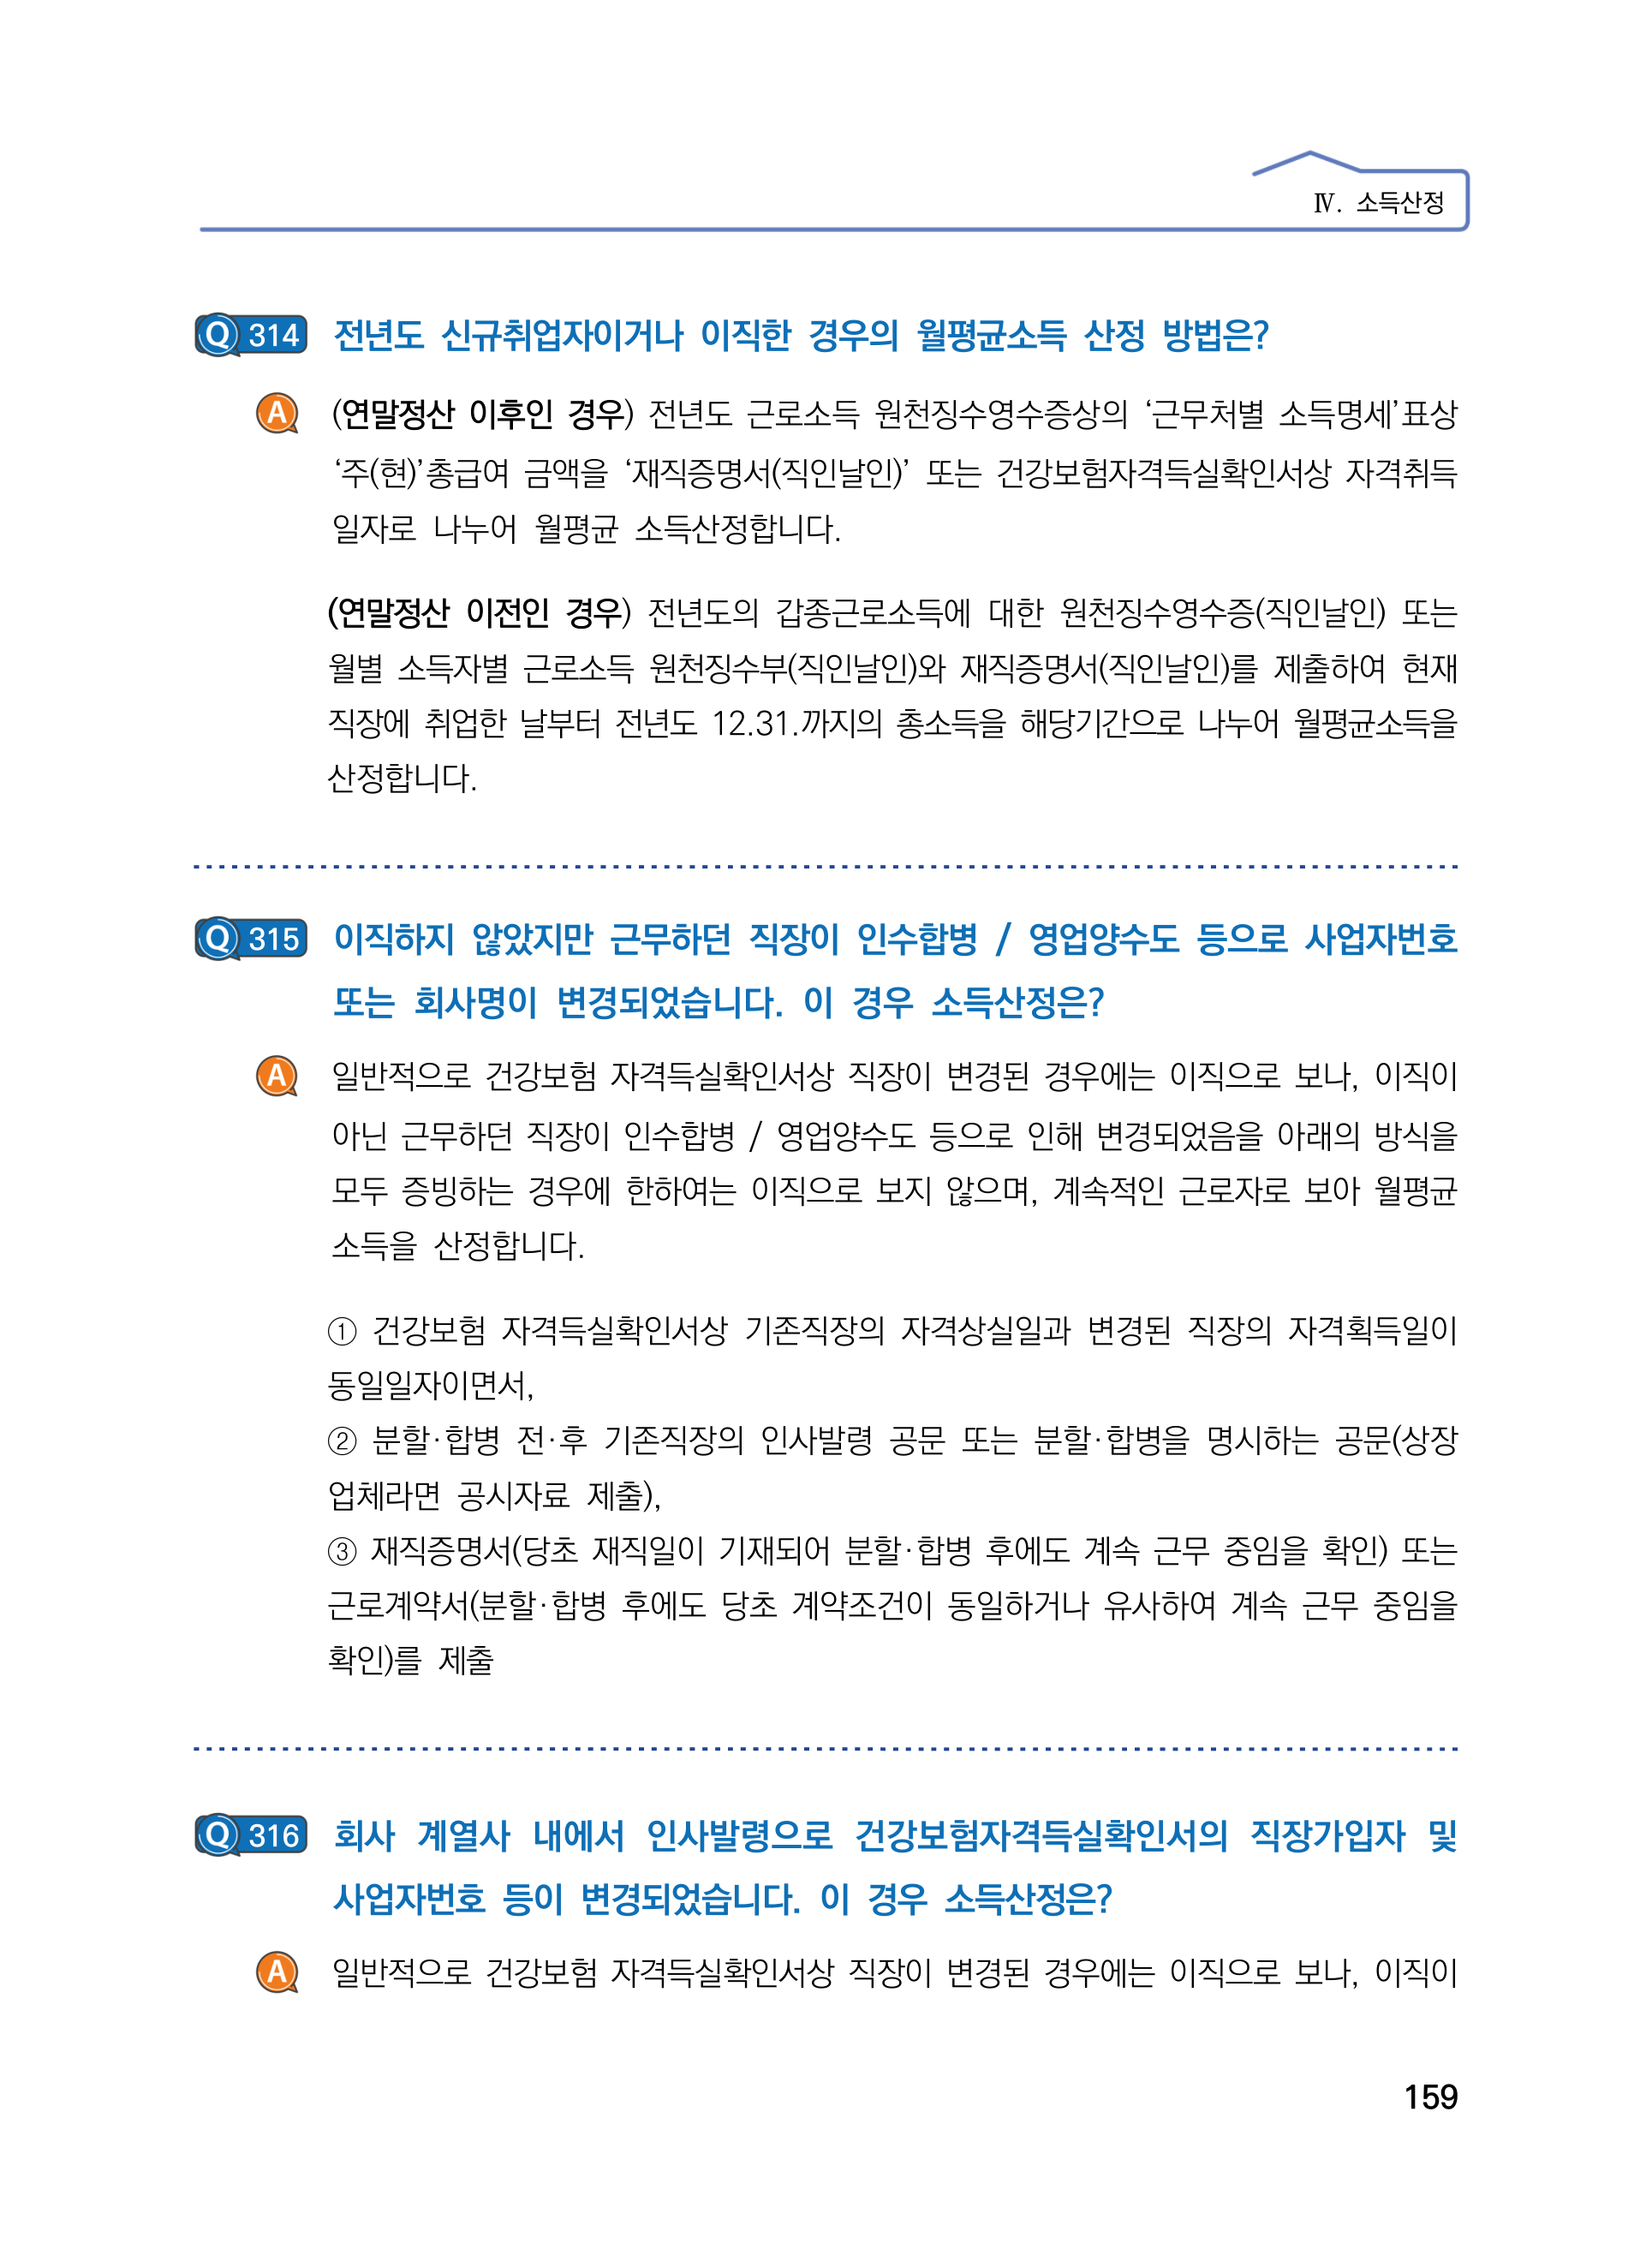 Ⅳ. 소득산정
Q 314 전년도 신규취업자이거나 이직한 경우의 월평균소득 산정 방법은?
A (연말정산 이후인 경우) 전년도 근로소득 원천징수영수증상의 ‘근무처별 소득명세’표상
‘주(현)’총급여 금액을 ‘재직증명서(직인날인)’ 또는 건강보험자격득실확인서상 자격취득
일자로 나누어 월평균 소득산정합니다.
(연말정산 이전인 경우) 전년도의 갑종근로소득에 대한 원천징수영수증(직인날인) 또는
월별 소득자별 근로소득 원천징수부(직인날인)와 재직증명서(직인날인)를 제출하여 현재
직장에 취업한 날부터 전년도 12.31.까지의 총소득을 해당기간으로 나누어 월평균소득을
산정합니다.
Q 315 이직하지 않았지만 근무하던 직장이 인수합병 / 영업양수도 등으로 사업자번호
또는 회사명이 변경되었습니다. 이 경우 소득산정은?
A 일반적으로 건강보험 자격득실확인서상 직장이 변경된 경우에는 이직으로 보나, 이직이
아닌 근무하던 직장이 인수합병 / 영업양수도 등으로 인해 변경되었음을 아래의 방식을
모두 증빙하는 경우에 한하여는 이직으로 보지 않으며, 계속적인 근로자로 보아 월평균
소득을 산정합니다.
① 건강보험 자격득실확인서상 기존직장의 자격상실일과 변경된 직장의 자격획득일이
동일일자이면서,
② 분할·합병 전·후 기존직장의 인사발령 공문 또는 분할·합병을 명시하는 공문(상장
업체라면 공시자료 제출),
③ 재직증명서(당초 재직일이 기재되어 분할·합병 후에도 계속 근무 중임을 확인) 또는
근로계약서(분할·합병 후에도 당초 계약조건이 동일하거나 유사하여 계속 근무 중임을
확인)를 제출
Q 316 회사 계열사 내에서 인사발령으로 건강보험자격득실확인서의 직장가입자 및
사업자번호 등이 변경되었습니다. 이 경우 소득산정은?
A 일반적으로 건강보험 자격득실확인서상 직장이 변경된 경우에는 이직으로 보나, 이직이
159